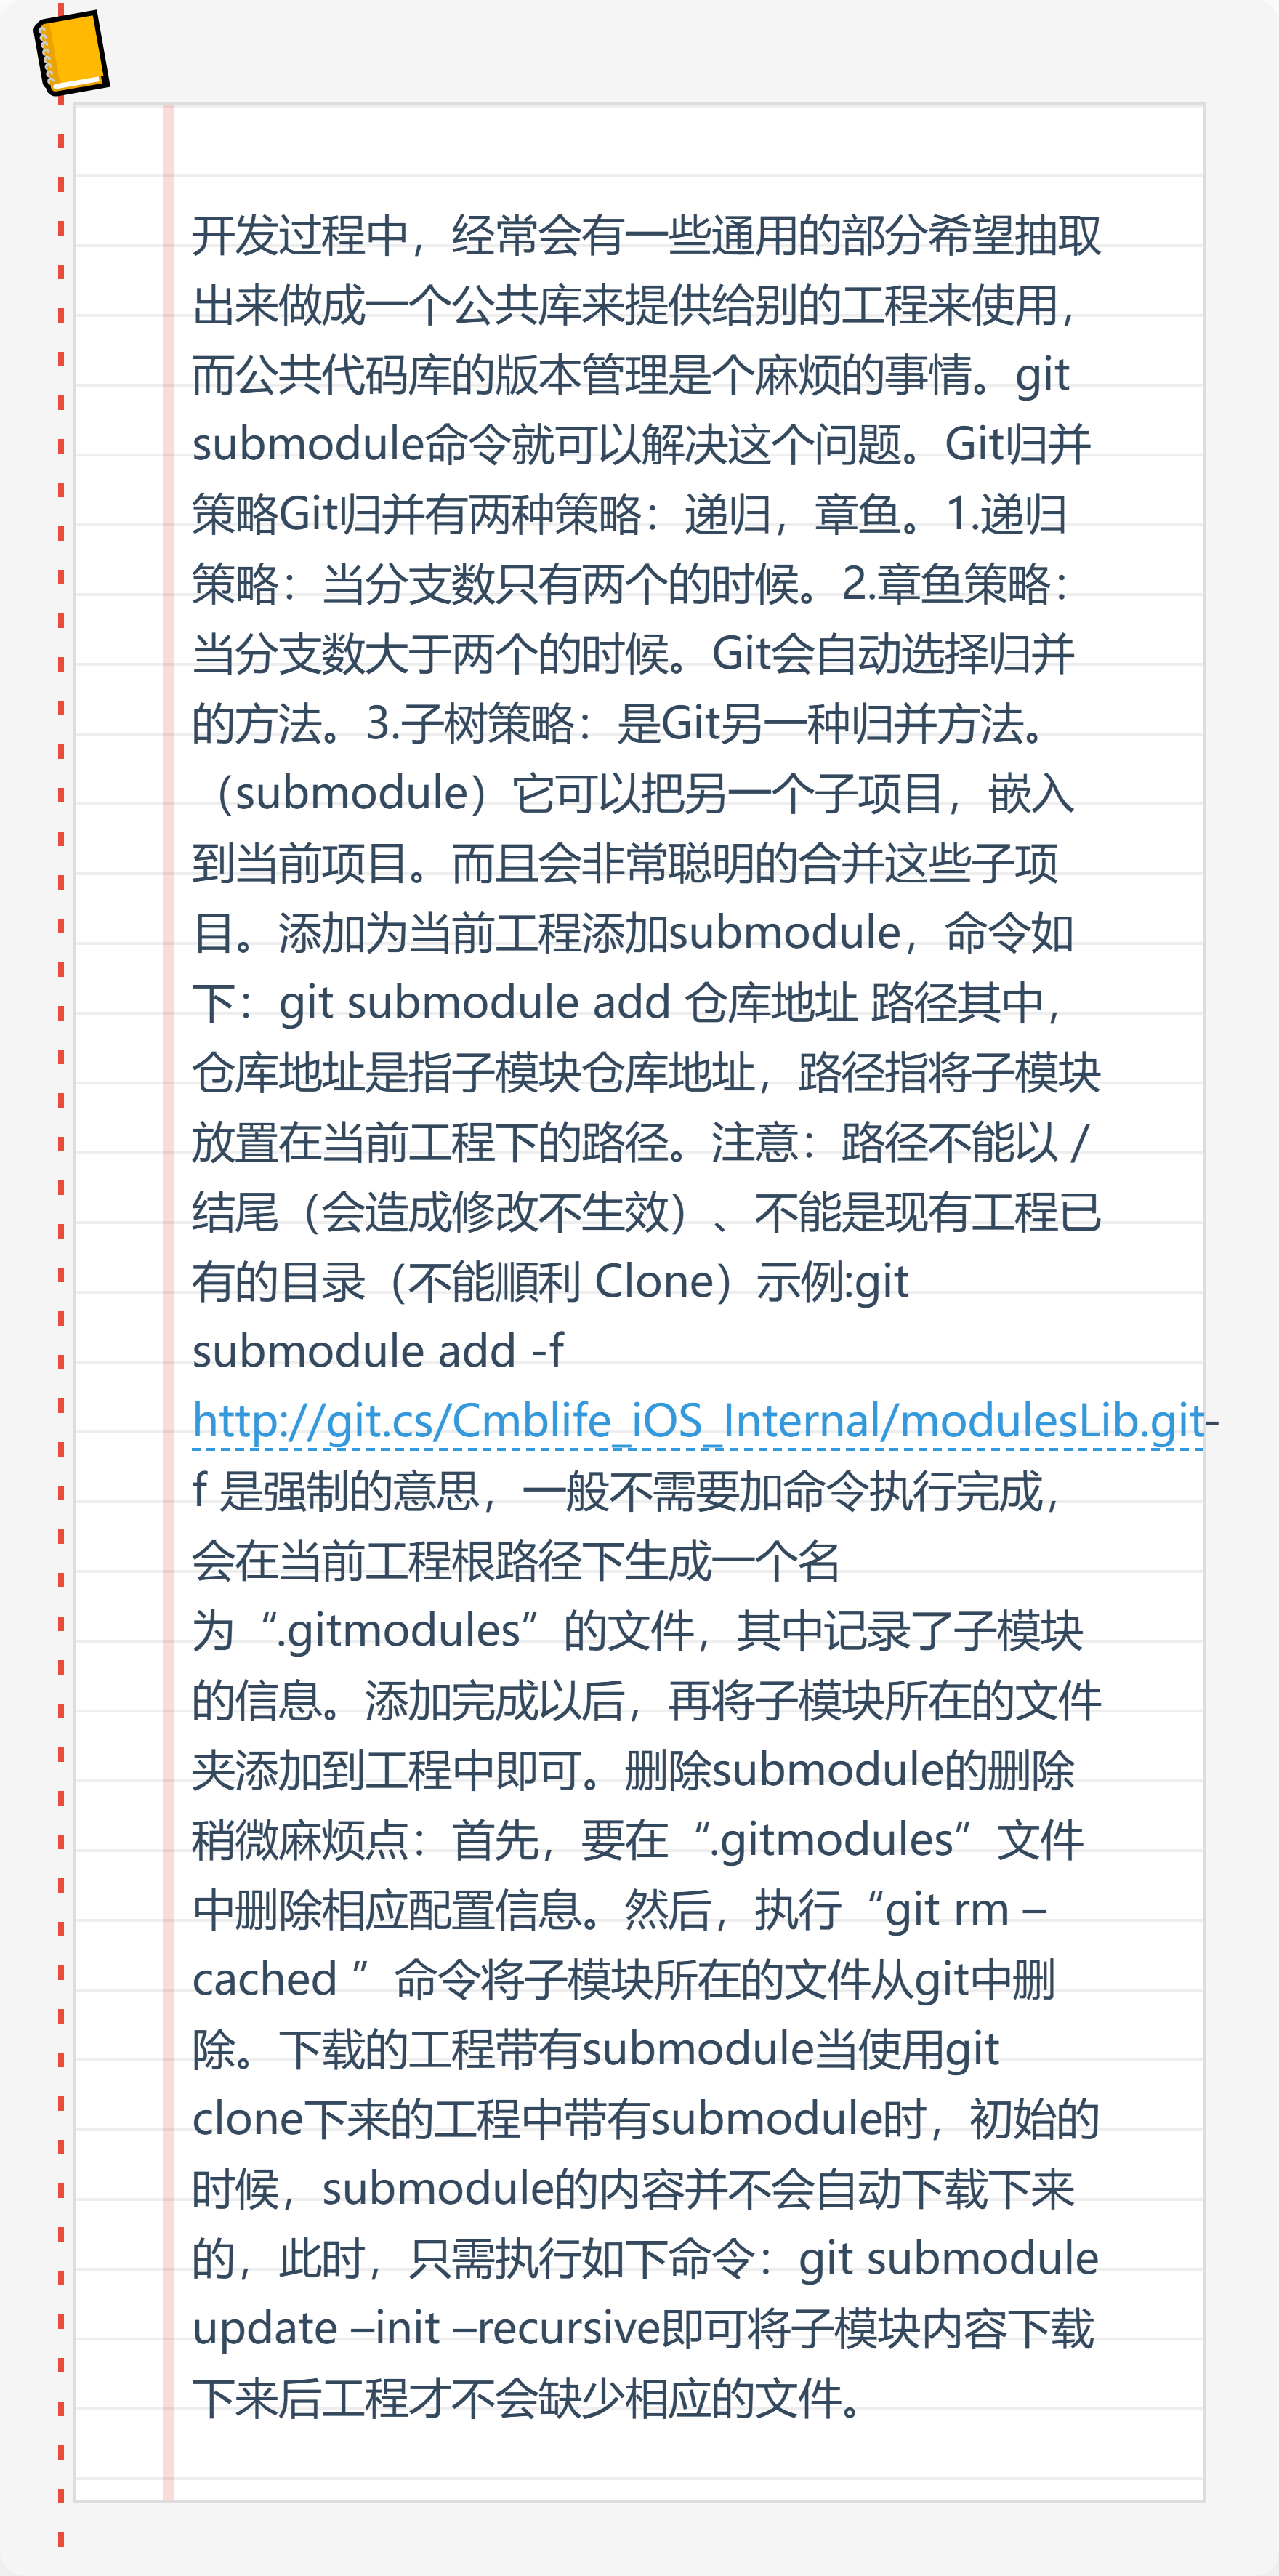 开发过程中，经常会有一些通用的部分希望抽取
出来做成一个公共库来提供给别的工程来使用，
而公共代码库的版本管理是个麻烦的事情。git
submodule命令就可以解决这个问题。Git归并
策略Git归并有两种策略：递归，章鱼。1.递归
策略：当分支数只有两个的时候。2.章鱼策略：
当分支数大于两个的时候。Git会自动选择归并
的方法。3.子树策略：是Git另一种归并方法。
（submodule）它可以把另一个子项目，嵌入
到当前项目。而且会非常聪明的合并这些子项
目。添加为当前工程添加submodule，命令如
下：git submodule add 仓库地址 路径其中，
仓库地址是指子模块仓库地址，路径指将子模块
放置在当前工程下的路径。注意：路径不能以 /
结尾（会造成修改不生效）、不能是现有工程已
有的目录（不能順利 Clone）示例:git
submodule add -f
http://git.cs/Cmblife_iOS_Internal/modulesLib.git-
f 是强制的意思，一般不需要加命令执行完成，
会在当前工程根路径下生成一个名
为“.gitmodules”的文件，其中记录了子模块
的信息。添加完成以后，再将子模块所在的文件
夹添加到工程中即可。删除submodule的删除
稍微麻烦点：首先，要在“.gitmodules”文件
中删除相应配置信息。然后，执行“git rm –
cached ”命令将子模块所在的文件从git中删
除。下载的工程带有submodule当使用git
clone下来的工程中带有submodule时，初始的
时候，submodule的内容并不会自动下载下来
的，此时，只需执行如下命令：git submodule
update –init –recursive即可将子模块内容下载
下来后工程才不会缺少相应的文件。